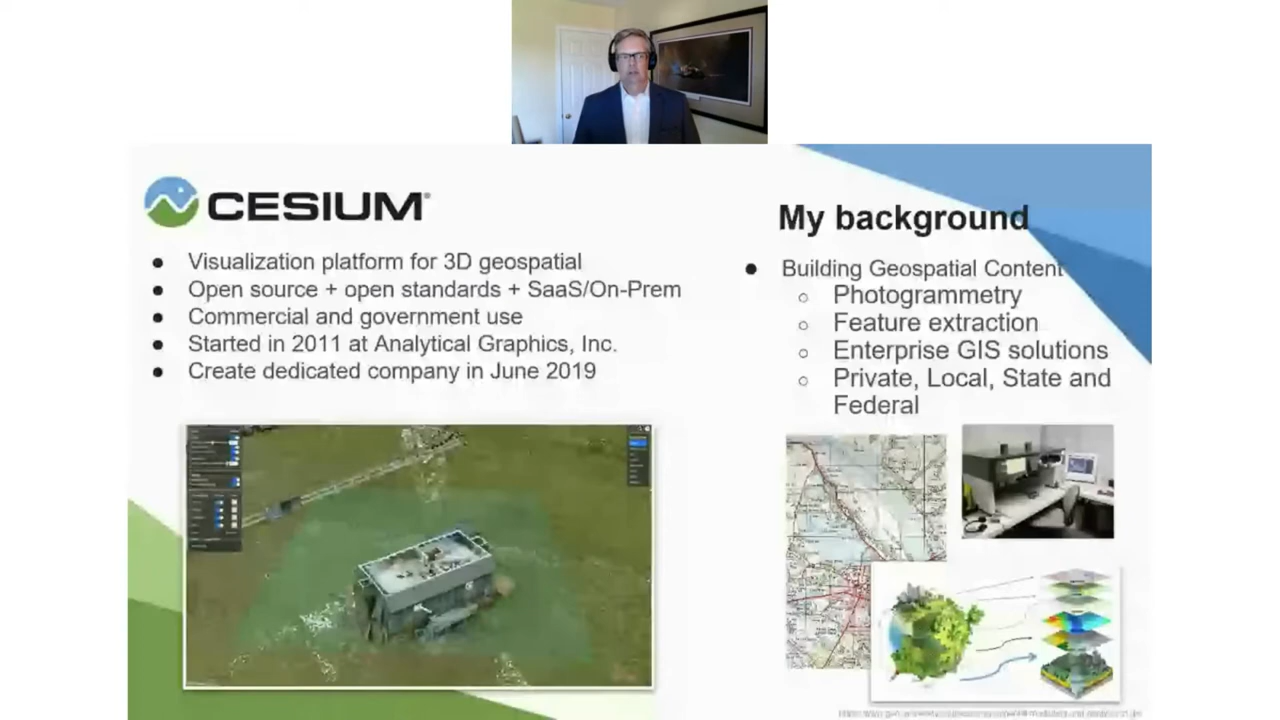 CESIUM®
Visualization platform for 3D geospatial
Open source + open standards + SaaS/On-Prem
Commercial and government use
Started in 2011 at Analytical Graphics, Inc.
Create dedicated company in June 2019
My background
Building Geospatial Content
Photogrammetry
Feature extraction
Enterprise GIS solutions
Private, Local, State and
Federal